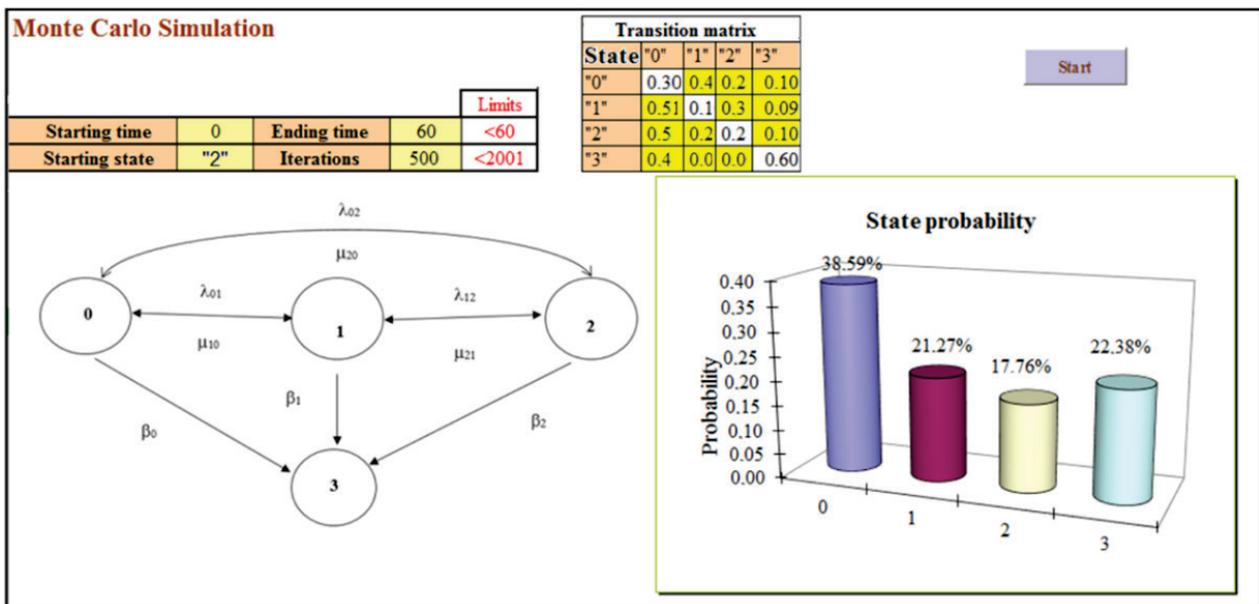 Monte Carlo Simulation
Limits
Starting time 0 Ending time 60 <60
Starting state "2" Iterations 500 <2001
Transition matrix
State "0" "1" "2" "3"
"0" 0.30 0.4 0.2 0.10
"1" 0.51 0.1 0.3 0.09
"2" 0.5 0.2 0.2 0.10
"3" 0.4 0.0 0.0 0.60
Start
λ02
μ20
λ01
λ12
0
1
2
μ10
μ21
β1
β0
β2
3
State probability
38.59%
21.27%
17.76%
22.38%
Probability
0.40
0.35
0.30
0.25
0.20
0.15
0.10
0.05
0.00
0
1
2
3